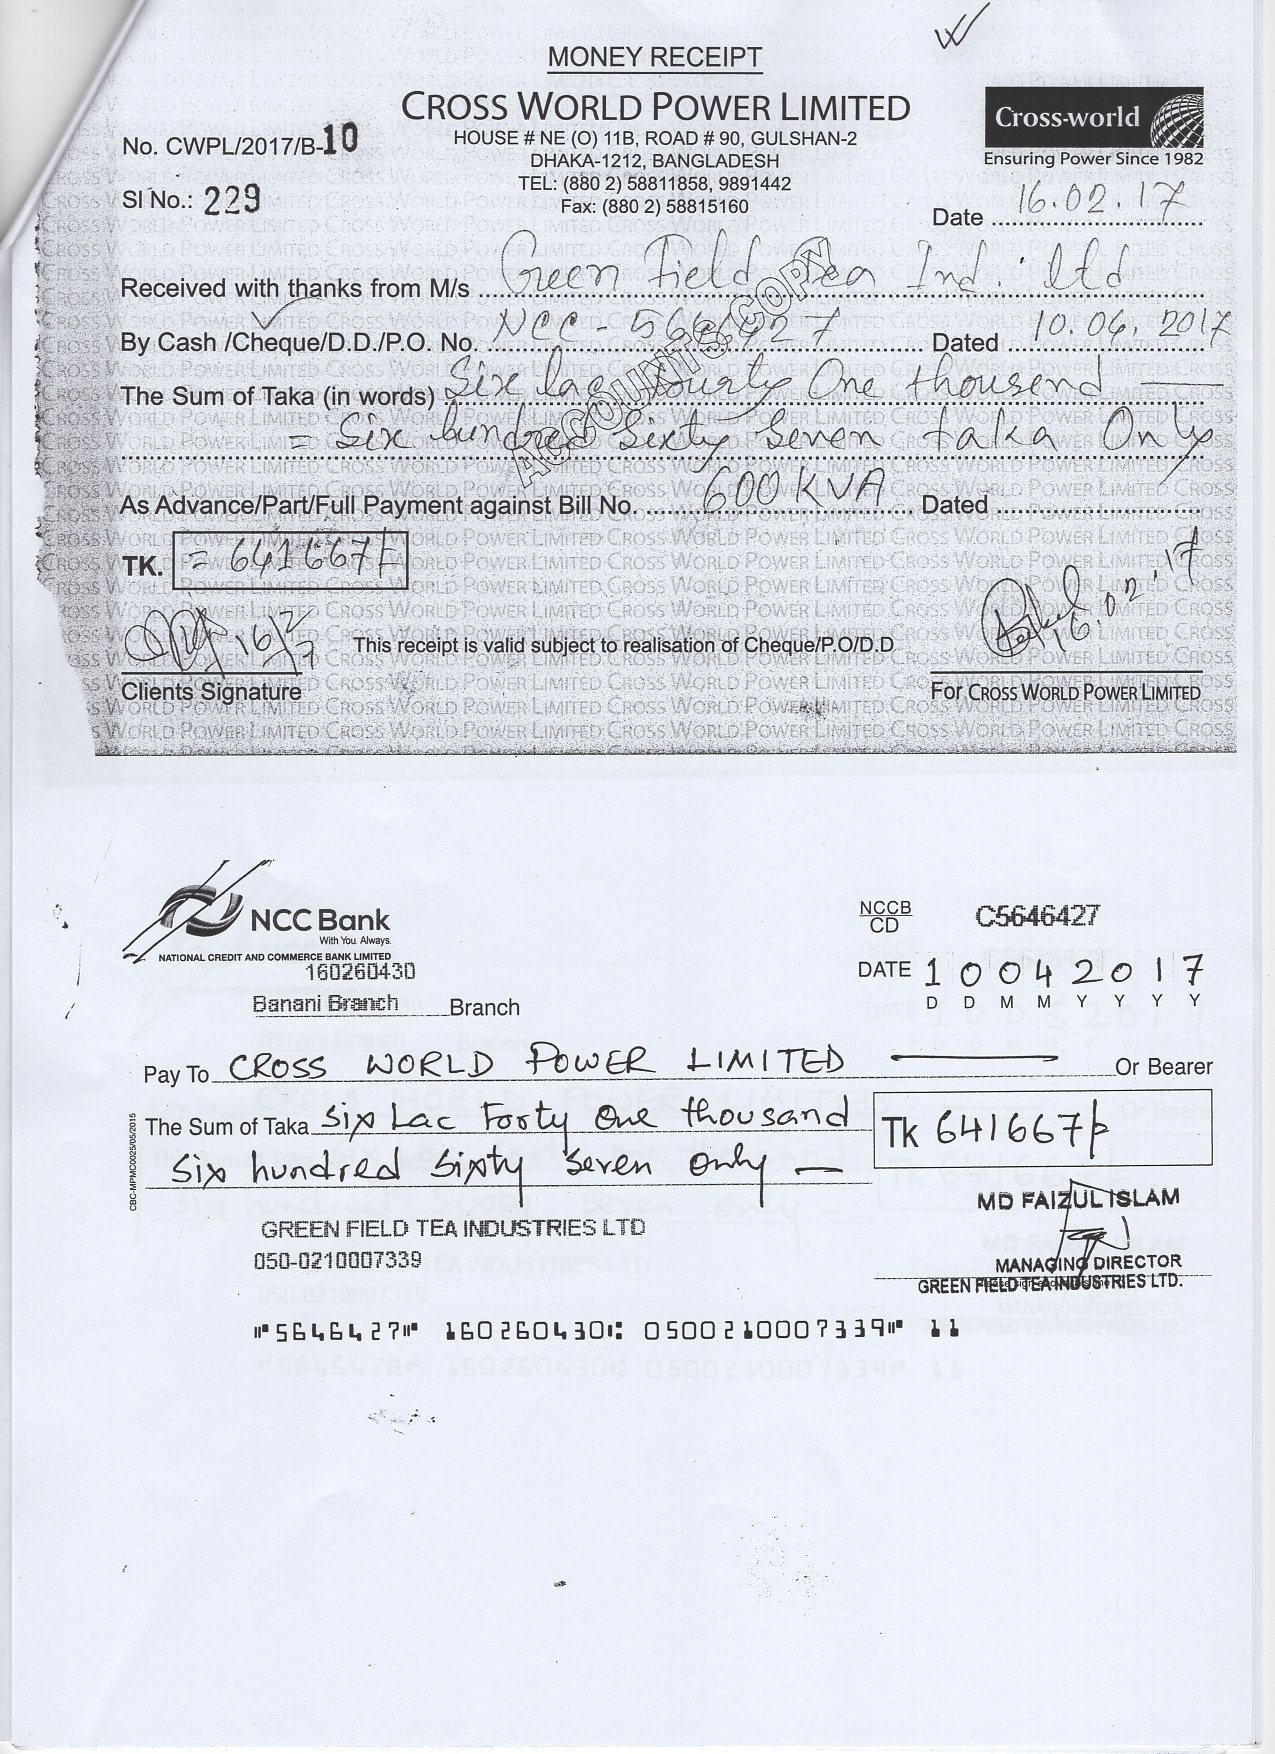 MONEY RECEIPT
CROSS WORLD POWER LIMITED
HOUSE # NE (O) 11B, ROAD # 90, GULSHAN-2
DHAKA-1212, BANGLADESH
TEL: (880 2) 58811858, 9891442
Fax: (880 2) 58815160
Cross-world
Ensuring Power Since 1982
No. CWPL/2017/B-10
Sl No.: 229
Date 16.02.17
Received with thanks from M/s Green Field Tea Ind. ltd
By Cash /Cheque/D.D./P.O. No. NCC- Dated 10.04.2017
The Sum of Taka (in words) Six lac One thousend
= Six hundred Sixty Seven taka Only
ACCOUNTS COPY
As Advance/Part/Full Payment against Bill No. 600KVA Dated
TK. = 641667/=
16/2/7
16.02.17
This receipt is valid subject to realisation of Cheque/P.O/D.D
Clients Signature
For CROSS WORLD POWER LIMITED
NCC Bank
With You. Always.
NATIONAL CREDIT AND COMMERCE BANK LIMITED
160260430
Banani Branch Branch
NCCB
CD
C5646427
DATE 10042017
D D M M Y Y Y Y
Pay To CROSS WORLD POWER LIMITED Or Bearer
The Sum of Taka Six Lac Forty One thousand
Six hundred Sixty Seven only —
Tk 641667/=
CBC-MPMC0025/05/2015
GREEN FIELD TEA INDUSTRIES LTD
050-0210007339
MD FAIZUL ISLAM
MANAGING DIRECTOR
GREEN FIELD TEA INDUSTRIES LTD.
⑈5646427⑈ 160260430⑆ 0500210007339⑈ 11